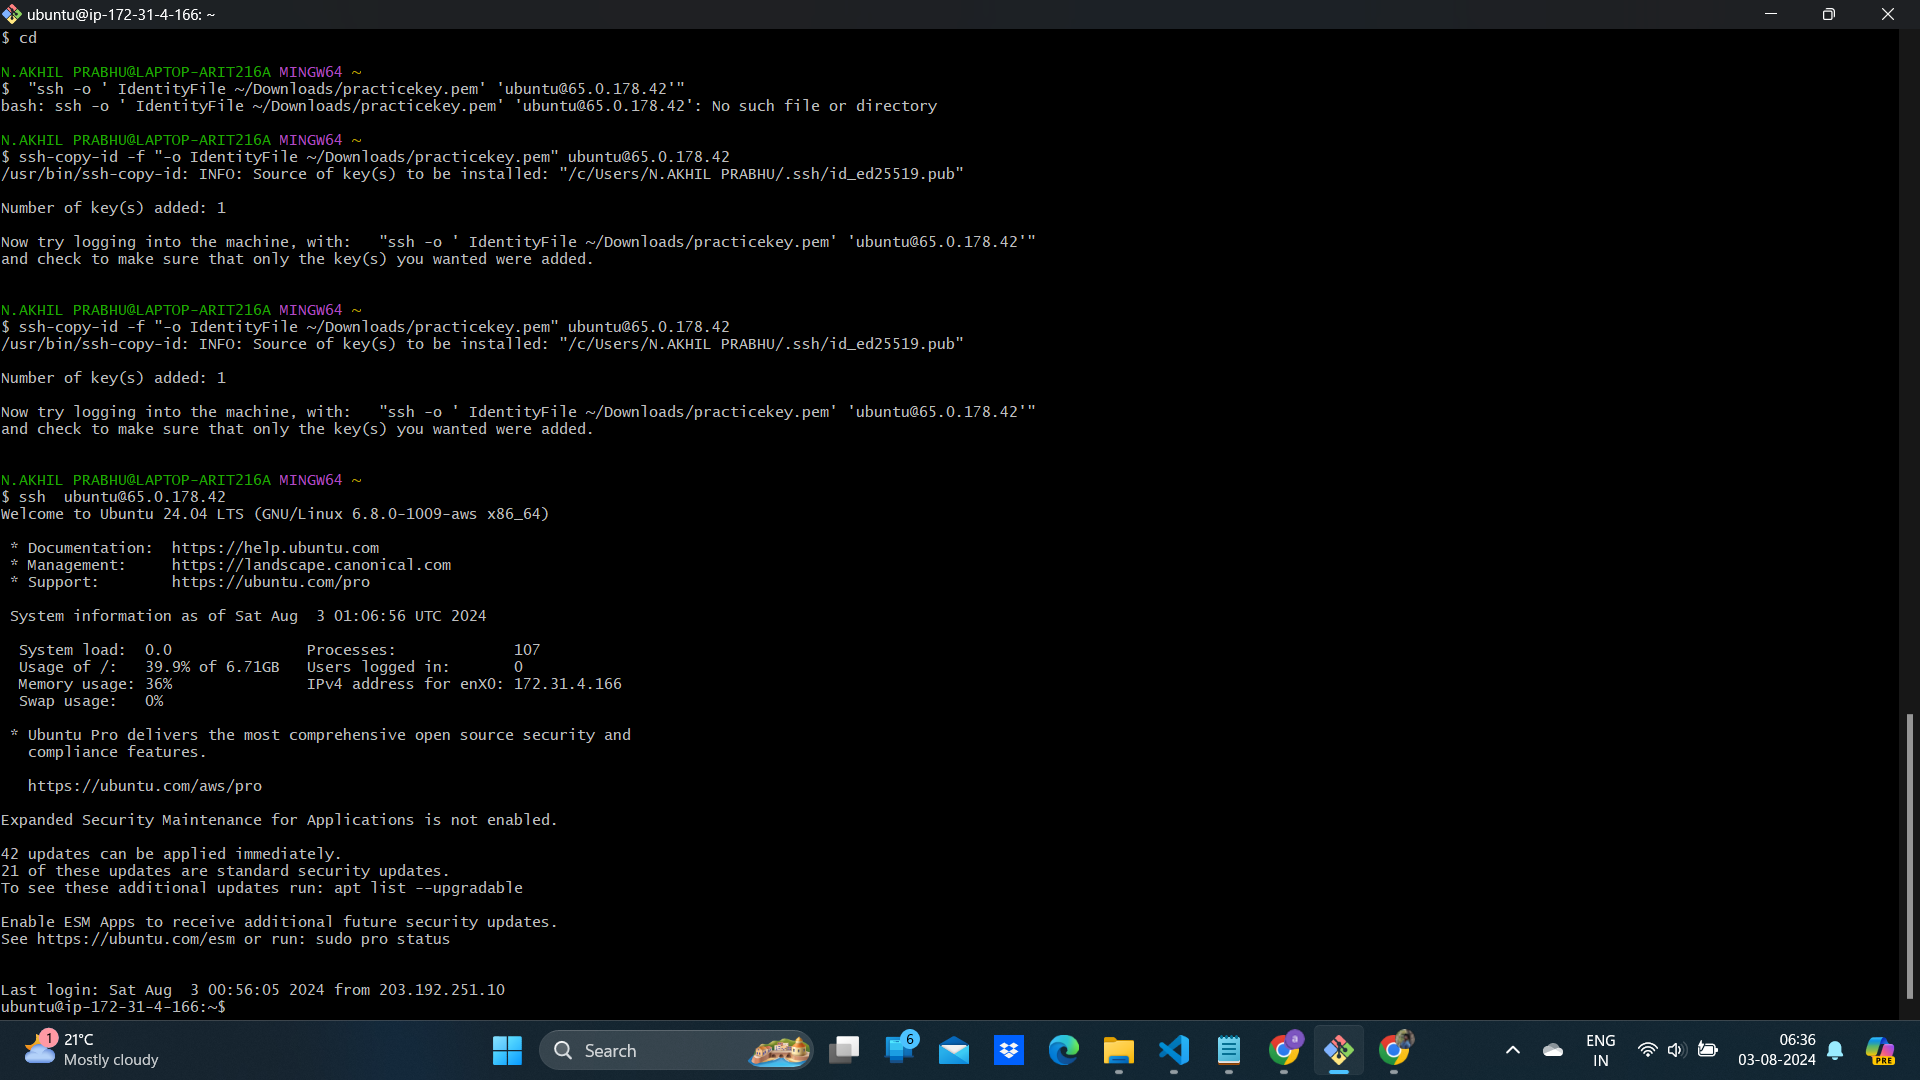 ubuntu@ip-172-31-4-166: ~
$ cd
N.AKHIL PRABHU@LAPTOP-ARIT216A MINGW64 ~
$  "ssh -o ' IdentityFile ~/Downloads/practicekey.pem' 'ubuntu@65.0.178.42'"
bash: ssh -o ' IdentityFile ~/Downloads/practicekey.pem' 'ubuntu@65.0.178.42': No such file or directory
N.AKHIL PRABHU@LAPTOP-ARIT216A MINGW64 ~
$ ssh-copy-id -f "-o IdentityFile ~/Downloads/practicekey.pem" ubuntu@65.0.178.42
/usr/bin/ssh-copy-id: INFO: Source of key(s) to be installed: "/c/Users/N.AKHIL PRABHU/.ssh/id_ed25519.pub"
Number of key(s) added: 1
Now try logging into the machine, with:   "ssh -o ' IdentityFile ~/Downloads/practicekey.pem' 'ubuntu@65.0.178.42'"
and check to make sure that only the key(s) you wanted were added.
N.AKHIL PRABHU@LAPTOP-ARIT216A MINGW64 ~
$ ssh-copy-id -f "-o IdentityFile ~/Downloads/practicekey.pem" ubuntu@65.0.178.42
/usr/bin/ssh-copy-id: INFO: Source of key(s) to be installed: "/c/Users/N.AKHIL PRABHU/.ssh/id_ed25519.pub"
Number of key(s) added: 1
Now try logging into the machine, with:   "ssh -o ' IdentityFile ~/Downloads/practicekey.pem' 'ubuntu@65.0.178.42'"
and check to make sure that only the key(s) you wanted were added.
N.AKHIL PRABHU@LAPTOP-ARIT216A MINGW64 ~
$ ssh  ubuntu@65.0.178.42
Welcome to Ubuntu 24.04 LTS (GNU/Linux 6.8.0-1009-aws x86_64)
 * Documentation:  https://help.ubuntu.com
 * Management:     https://landscape.canonical.com
 * Support:        https://ubuntu.com/pro
 System information as of Sat Aug  3 01:06:56 UTC 2024
  System load:  0.0               Processes:             107
  Usage of /:   39.9% of 6.71GB   Users logged in:       0
  Memory usage: 36%               IPv4 address for enX0: 172.31.4.166
  Swap usage:   0%
 * Ubuntu Pro delivers the most comprehensive open source security and
   compliance features.
   https://ubuntu.com/aws/pro
Expanded Security Maintenance for Applications is not enabled.
42 updates can be applied immediately.
21 of these updates are standard security updates.
To see these additional updates run: apt list --upgradable
Enable ESM Apps to receive additional future security updates.
See https://ubuntu.com/esm or run: sudo pro status
Last login: Sat Aug  3 00:56:05 2024 from 203.192.251.10
ubuntu@ip-172-31-4-166:~$
1
21°C
Mostly cloudy
Search
6
a
ENG
IN
06:36
03-08-2024
PRE